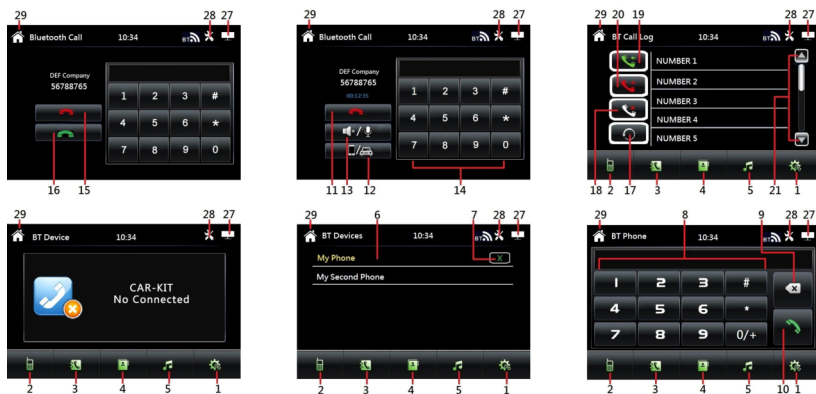 29 28 27
Bluetooth Call 10:34 BT
DEF Company
56788765
1 2 3 #
4 5 6 *
7 8 9 0
16 15
29 28 27
Bluetooth Call 10:34 BT
DEF Company
56788765
00:12:35
1 2 3 #
4 5 6 *
7 8 9 0
11 13 12 14
29 20 19 28 27
BT Call Log 10:34 BT
NUMBER 1
NUMBER 2
NUMBER 3
NUMBER 4
NUMBER 5
18 2 17 3 4 5 21 1
29 28 27
BT Device 10:34
CAR-KIT
No Connected
2 3 4 5 1
29 6 7 28 27
BT Devices 10:34 BT
My Phone X
My Second Phone
2 3 4 5 1
29 8 9 28 27
BT Phone 10:34 BT
1 2 3 #
4 5 6 *
7 8 9 0/+
2 3 4 5 10 1